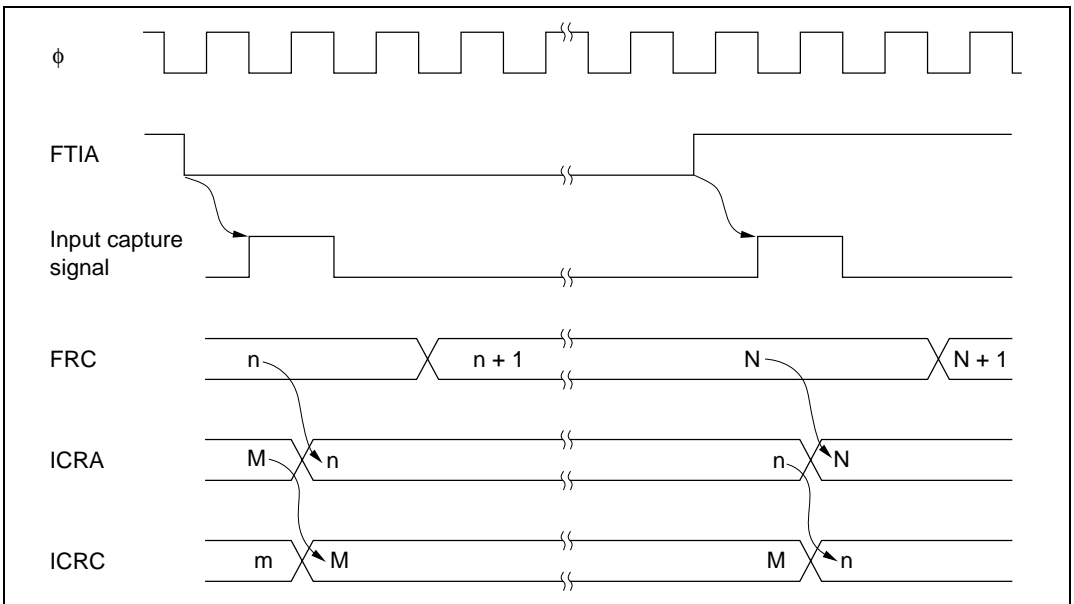 ϕ
FTIA
Input capture
signal
FRC n n + 1 N N + 1
ICRA M n n N
ICRC m M M n